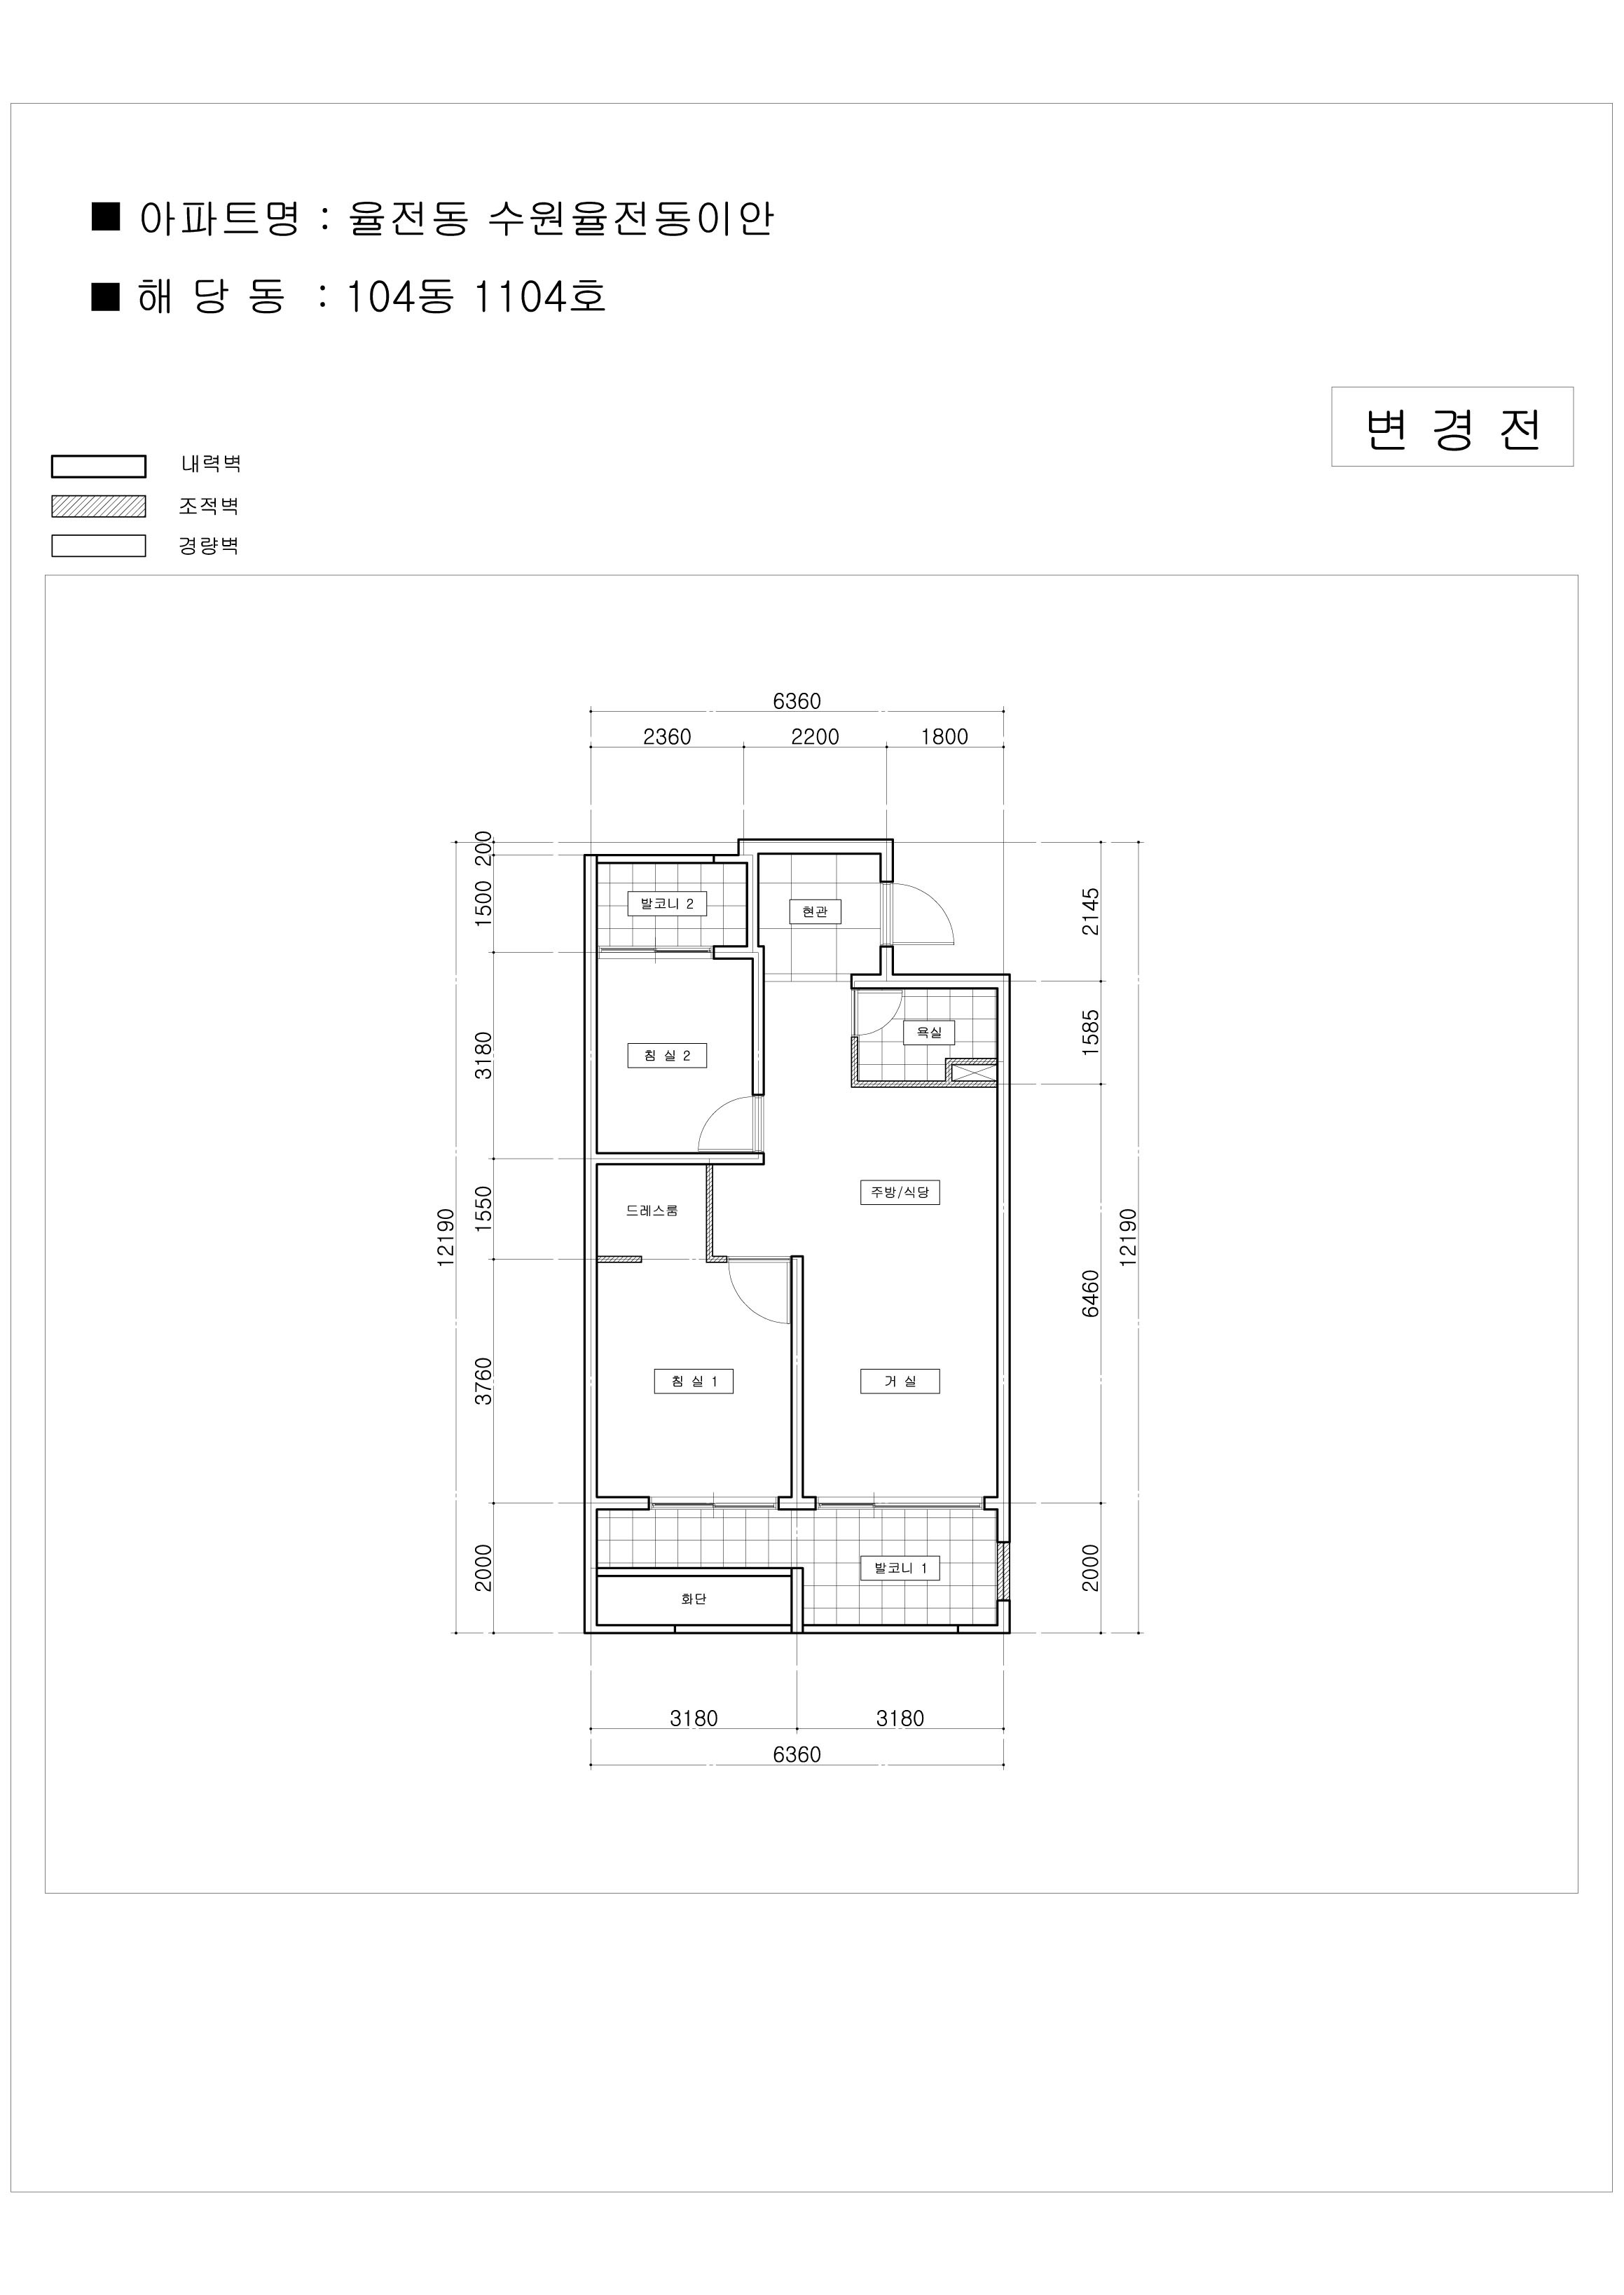 ■ 아파트명 : 율전동 수원율전동이안
■ 해 당 동 : 104동 1104호
변 경 전
내력벽
조적벽
경량벽
6360
2360 2200 1800
200
1500
3180
1550
3760
2000
12190
발코니 2
현관
욕실
침 실 2
주방/식당
드레스룸
침 실 1
거 실
발코니 1
화단
2145
1585
6460
2000
12190
3180 3180
6360